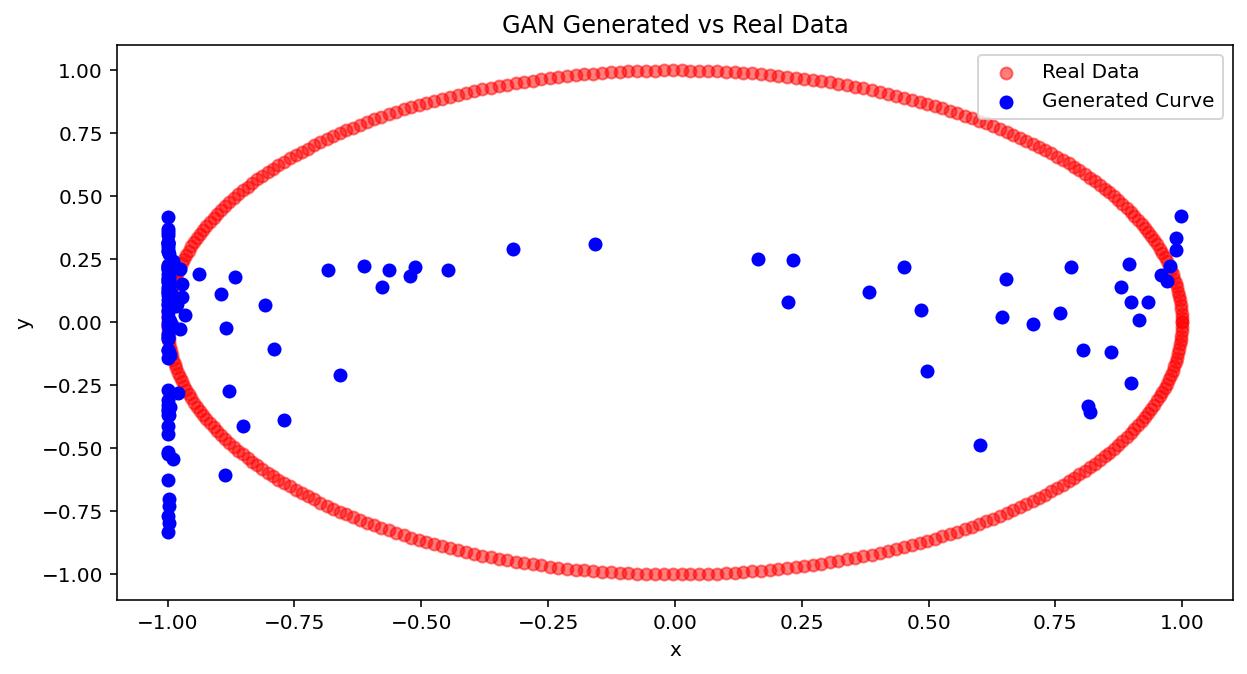 GAN Generated vs Real Data
Real Data
Generated Curve
1.00
0.75
0.50
0.25
0.00
−0.25
−0.50
−0.75
−1.00
y
−1.00 −0.75 −0.50 −0.25 0.00 0.25 0.50 0.75 1.00
x